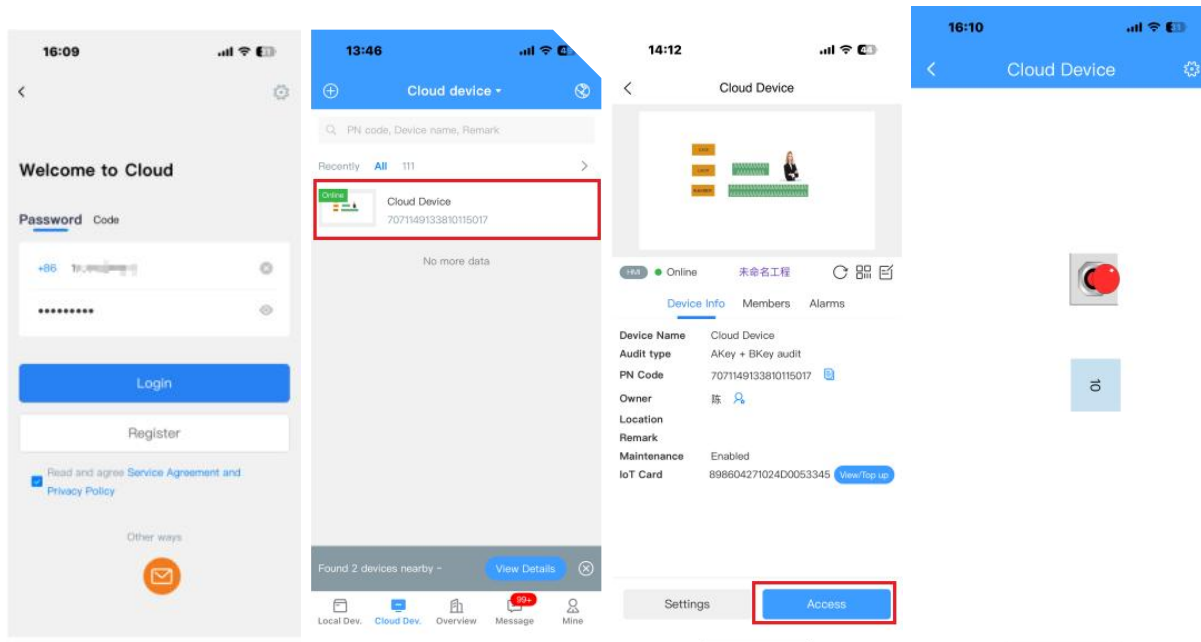 16:09
Welcome to Cloud
Password Code
+86
Login
Register
Read and agree Service Agreement and
Privacy Policy
Other ways
13:46
Cloud device
PN code, Device name, Remark
Recently All 111
Online
Cloud Device
7071149133810115017
No more data
Found 2 devices nearby ~
View Details
99+
Local Dev. Cloud Dev. Overview Message Mine
14:12
Cloud Device
HMI Online 未命名工程
Device Info Members Alarms
Device Name Cloud Device
Audit type AKey + BKey audit
PN Code 7071149133810115017
Owner 陈
Location
Remark
Maintenance Enabled
IoT Card 898604271024D0053345 View/Top up
Settings Access
16:10
Cloud Device
10